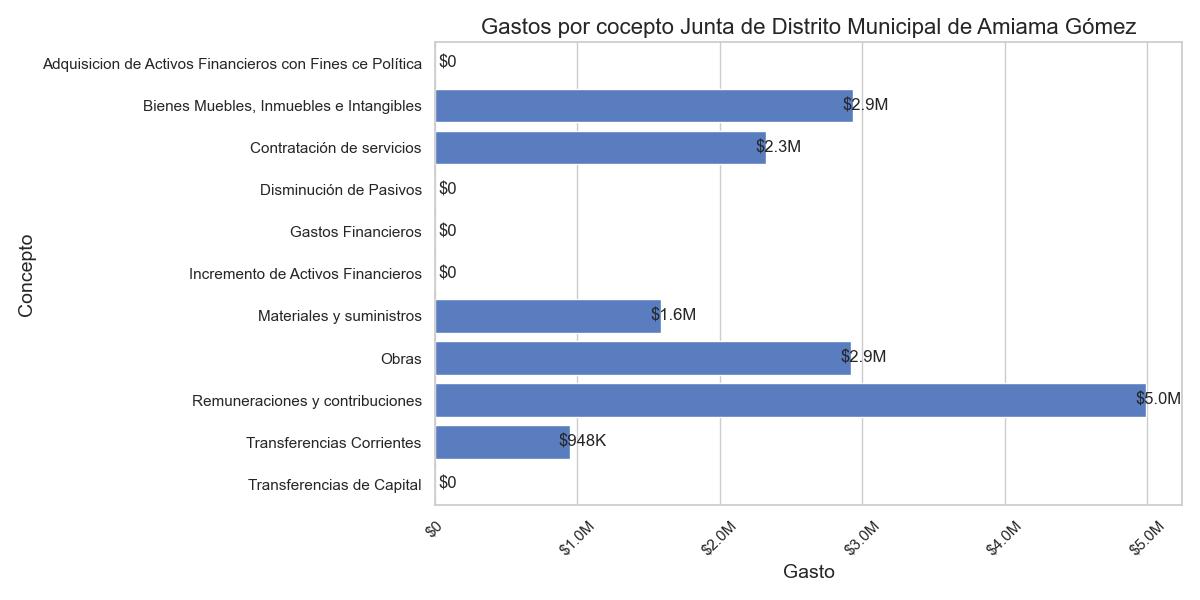 Gastos por cocepto Junta de Distrito Municipal de Amiama Gómez
Concepto
Adquisicion de Activos Financieros con Fines ce Política $0
Bienes Muebles, Inmuebles e Intangibles $2.9M
Contratación de servicios $2.3M
Disminución de Pasivos $0
Gastos Financieros $0
Incremento de Activos Financieros $0
Materiales y suministros $1.6M
Obras $2.9M
Remuneraciones y contribuciones $5.0M
Transferencias Corrientes $948K
Transferencias de Capital $0
$0 $1.0M $2.0M $3.0M $4.0M $5.0M
Gasto